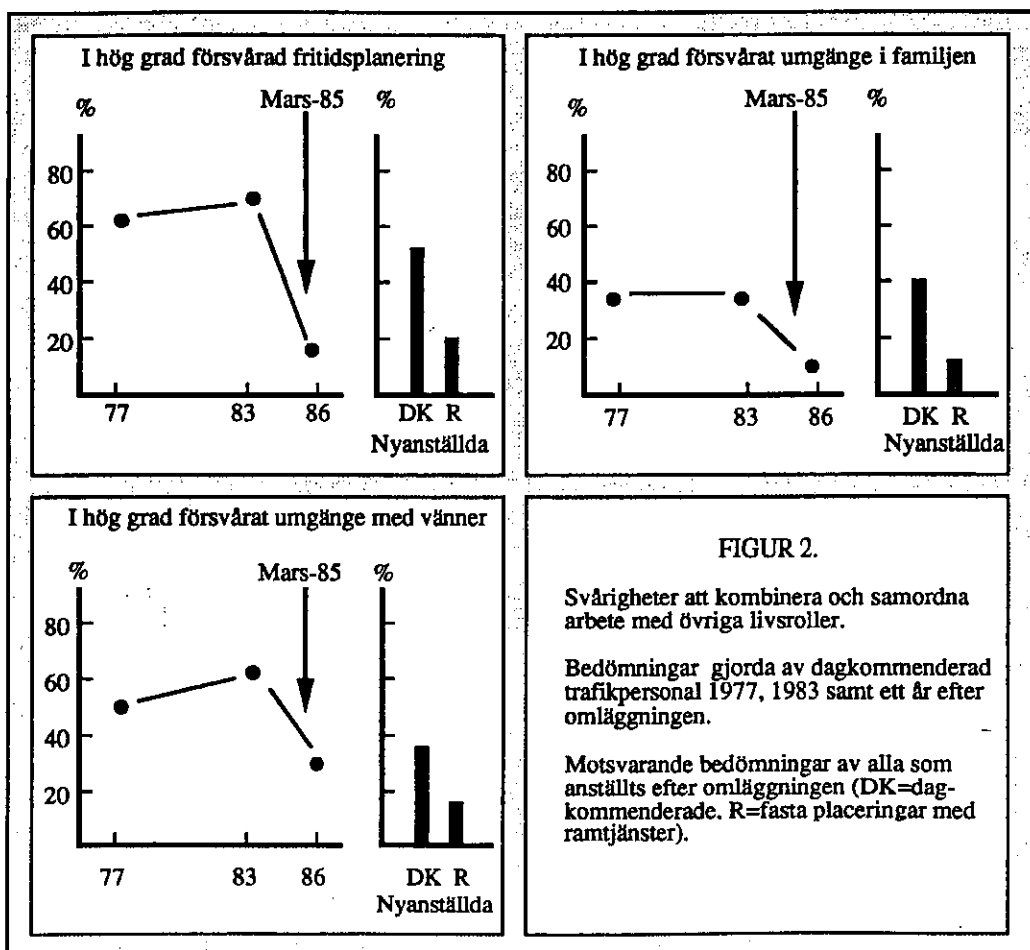 I hög grad försvårad fritidsplanering
% Mars-85 %
80
60
40
20
77 83 86 DK R
Nyanställda
I hög grad försvårat umgänge i familjen
% Mars-85 %
80
60
40
20
77 83 86 DK R
Nyanställda
I hög grad försvårat umgänge med vänner
% Mars-85 %
80
60
40
20
77 83 86 DK R
Nyanställda
FIGUR 2.
Svårigheter att kombinera och samordna
arbete med övriga livsroller.
Bedömningar gjorda av dagkommenderad
trafikpersonal 1977, 1983 samt ett år efter
omläggningen.
Motsvarande bedömningar av alla som
anställts efter omläggningen (DK=dag-
kommenderade. R=fasta placeringar med
ramtjänster).